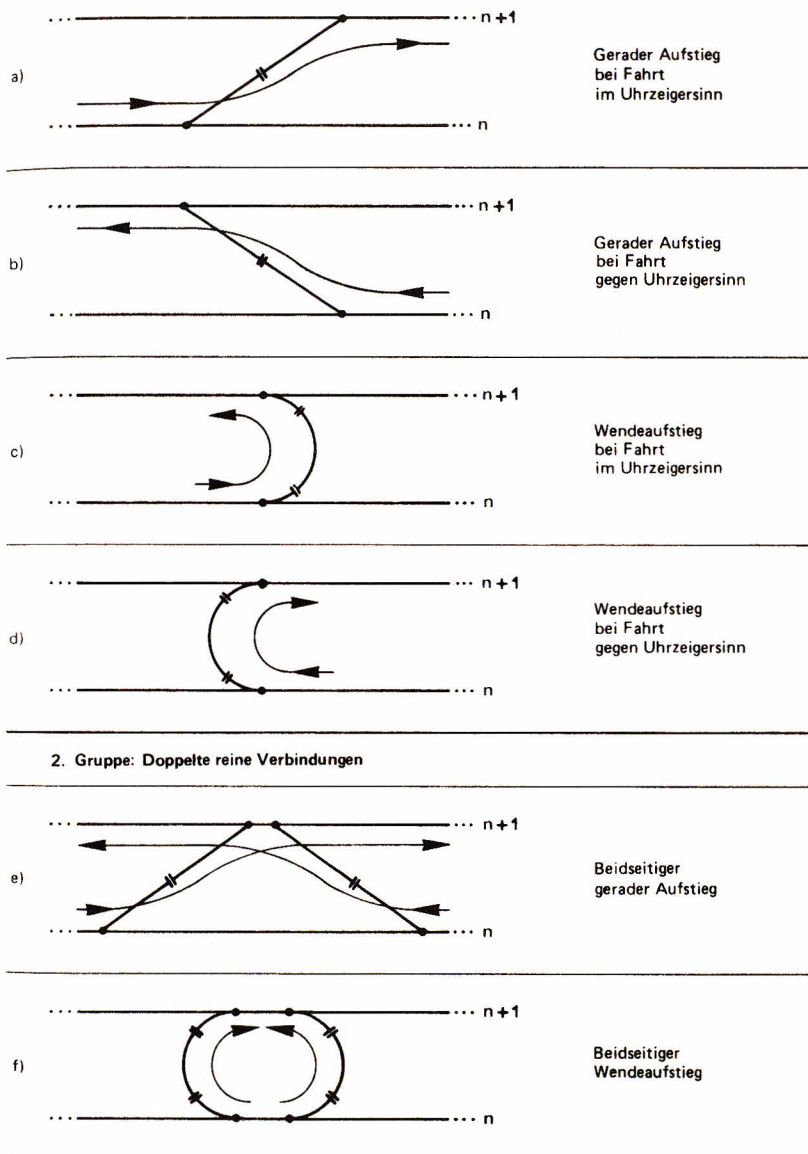 ... ... n+1
a)
Gerader Aufstieg
bei Fahrt
im Uhrzeigersinn
... ... n
... ... n+1
b)
Gerader Aufstieg
bei Fahrt
gegen Uhrzeigersinn
... ... n
... ... n+1
c)
Wendeaufstieg
bei Fahrt
im Uhrzeigersinn
... ... n
... ... n+1
d)
Wendeaufstieg
bei Fahrt
gegen Uhrzeigersinn
... ... n
2. Gruppe: Doppelte reine Verbindungen
... ... n+1
e)
Beidseitiger
gerader Aufstieg
... ... n
... ... n+1
f)
Beidseitiger
Wendeaufstieg
... ... n